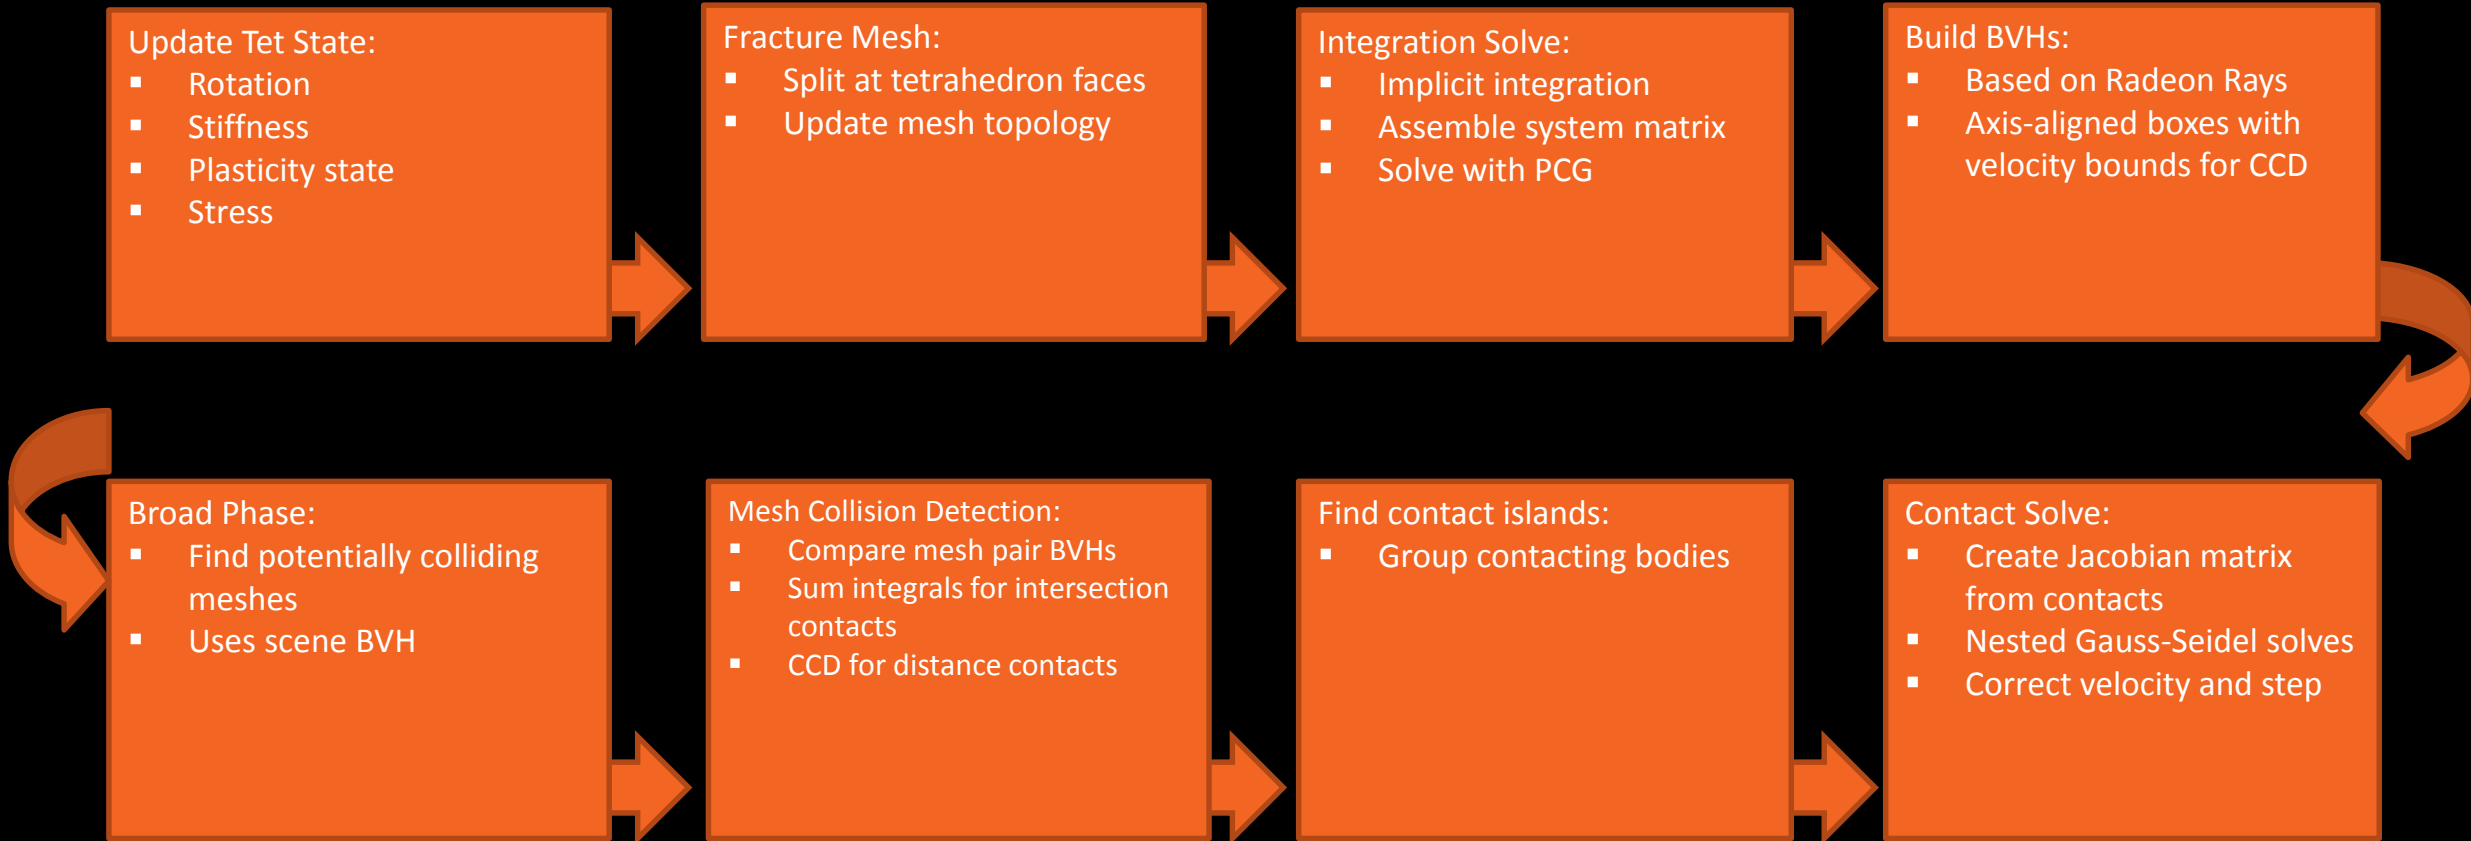 Update Tet State:
▪ Rotation
▪ Stiffness
▪ Plasticity state
▪ Stress
Fracture Mesh:
▪ Split at tetrahedron faces
▪ Update mesh topology
Integration Solve:
▪ Implicit integration
▪ Assemble system matrix
▪ Solve with PCG
Build BVHs:
▪ Based on Radeon Rays
▪ Axis-aligned boxes with
velocity bounds for CCD
Broad Phase:
▪ Find potentially colliding
meshes
▪ Uses scene BVH
Mesh Collision Detection:
▪ Compare mesh pair BVHs
▪ Sum integrals for intersection
contacts
▪ CCD for distance contacts
Find contact islands:
▪ Group contacting bodies
Contact Solve:
▪ Create Jacobian matrix
from contacts
▪ Nested Gauss-Seidel solves
▪ Correct velocity and step